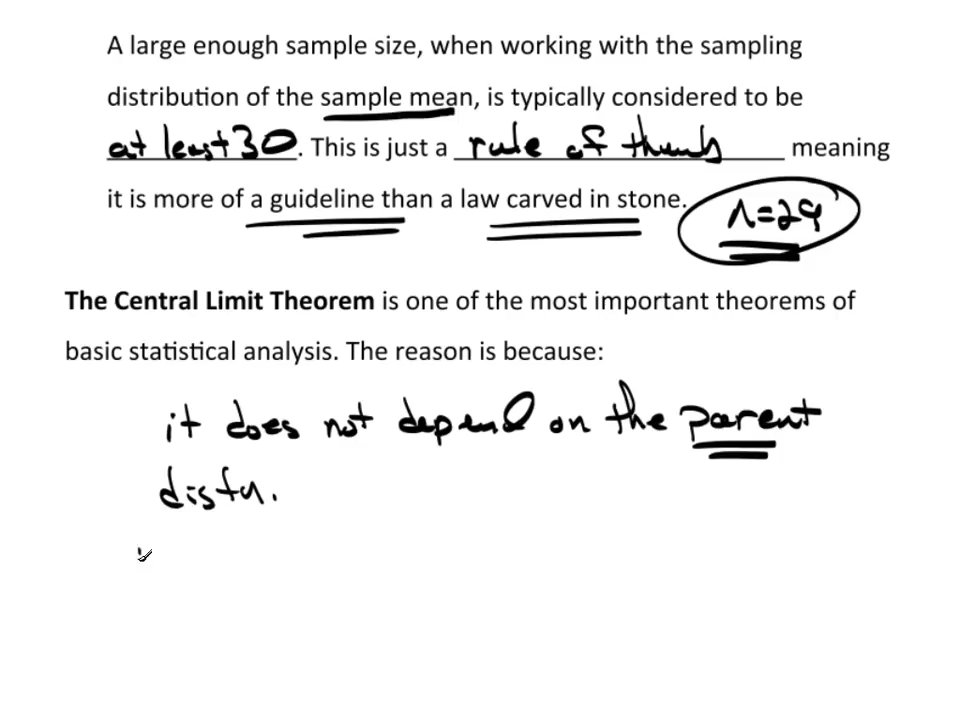 A large enough sample size, when working with the sampling
distribution of the sample mean, is typically considered to be
at least 30. This is just a rule of thumb meaning
it is more of a guideline than a law carved in stone.
n=29
The Central Limit Theorem is one of the most important theorems of
basic statistical analysis. The reason is because:
it does not depend on the parent
distn.